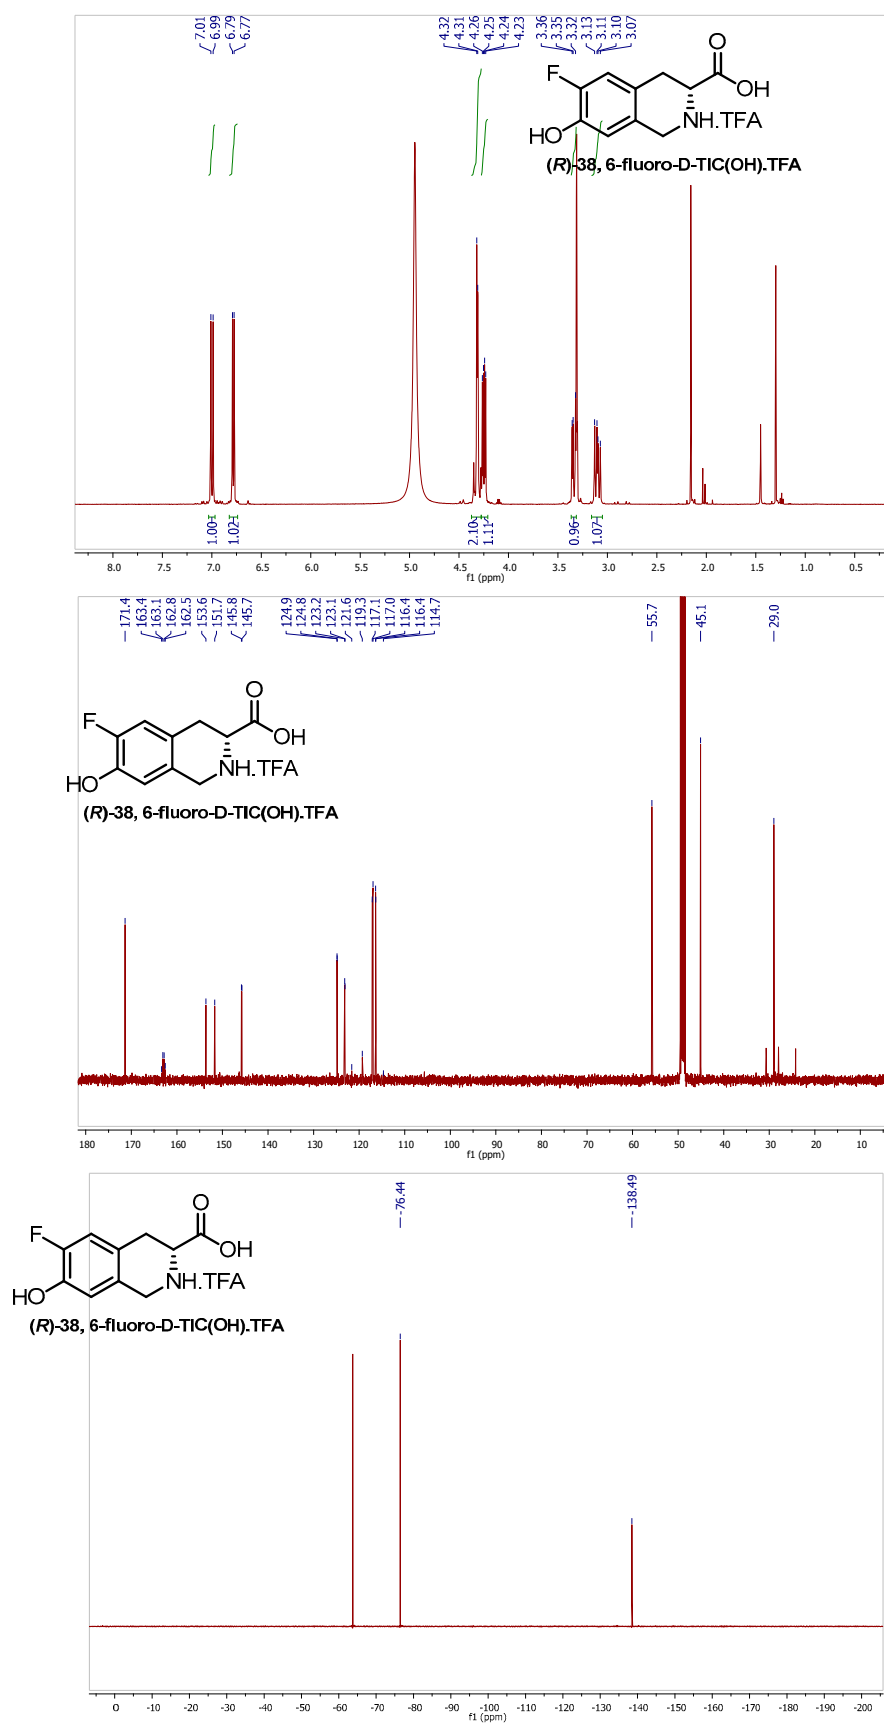 7.01 6.99 6.79 6.77 4.32 4.31 4.26 4.25 4.24 4.23 3.36 3.35 3.32 3.13 3.11 3.10 3.07
O
F
OH
HO
NH.TFA
(R)-38, 6-fluoro-D-TIC(OH).TFA
1.00 1.02 2.10 1.11 0.96 1.07
8.0 7.5 7.0 6.5 6.0 5.5 5.0 4.5 4.0 3.5 3.0 2.5 2.0 1.5 1.0 0.5
f1 (ppm)
171.4 163.4 163.1 162.8 162.5 153.6 151.7 145.8 145.7 124.9 124.8 123.2 123.1 121.6 119.3 117.1 117.0 116.4 116.4 114.7 55.7 45.1 29.0
O
F
OH
HO
NH.TFA
(R)-38, 6-fluoro-D-TIC(OH).TFA
180 170 160 150 140 130 120 110 100 90 80 70 60 50 40 30 20 10
f1 (ppm)
-76.44 -138.49
O
F
OH
HO
NH.TFA
(R)-38, 6-fluoro-D-TIC(OH).TFA
0 -10 -20 -30 -40 -50 -60 -70 -80 -90 -100 -110 -120 -130 -140 -150 -160 -170 -180 -190 -200
f1 (ppm)